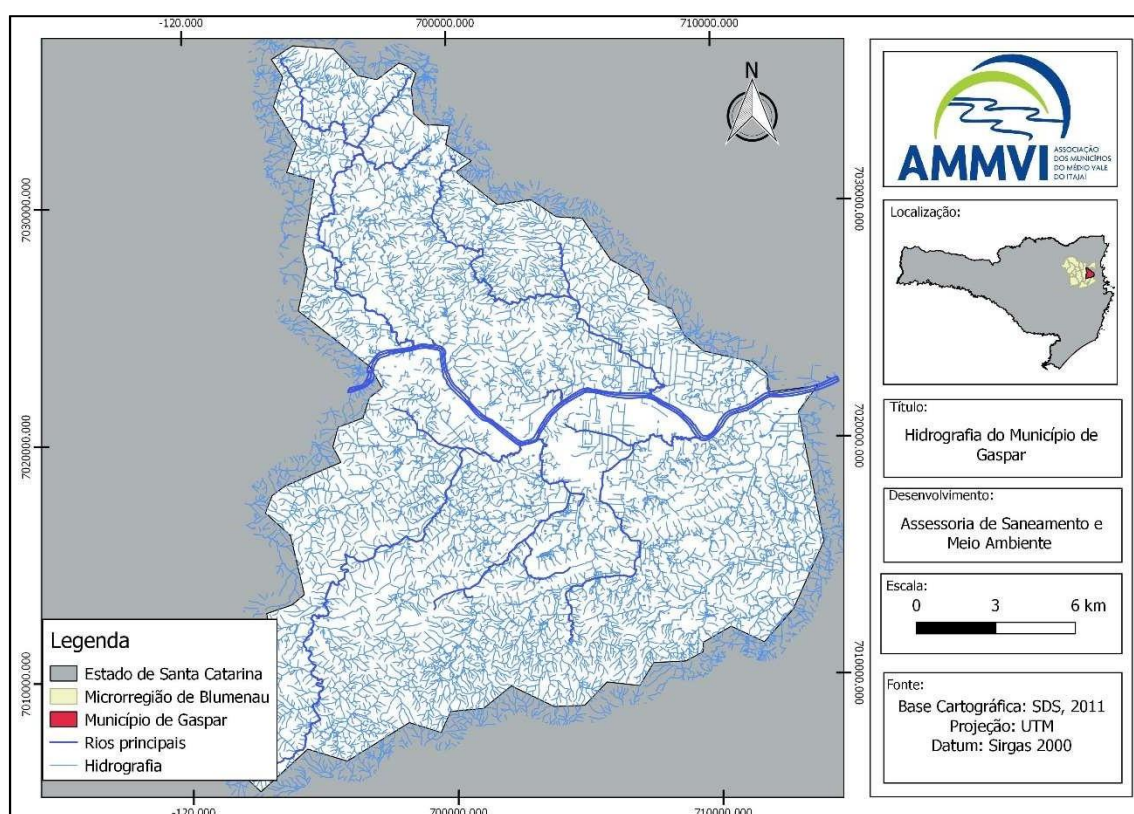 -120.000
700000.000
710000.000
N
7030000.000
7020000.000
7010000.000
7030000.000
7020000.000
7010000.000
Legenda
Estado de Santa Catarina
Microrregião de Blumenau
Município de Gaspar
Rios principais
Hidrografia
-120.000
700000.000
710000.000
AMMVI
ASSOCIAÇÃO
DOS MUNICÍPIOS
DO MÉDIO VALE
DO ITAJAÍ
Localização:
Título:
Hidrografia do Município de
Gaspar
Desenvolvimento:
Assessoria de Saneamento e
Meio Ambiente
Escala:
0 3 6 km
Fonte:
Base Cartográfica: SDS, 2011
Projeção: UTM
Datum: Sirgas 2000